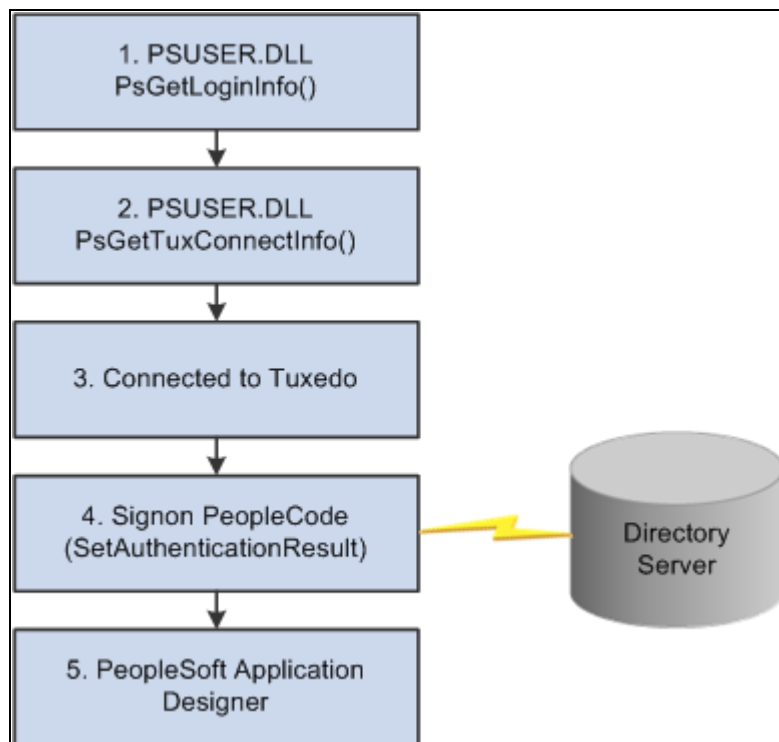 1. PSUSER.DLL
PsGetLoginInfo()
2. PSUSER.DLL
PsGetTuxConnectInfo()
3. Connected to Tuxedo
4. Signon PeopleCode
(SetAuthenticationResult)
Directory
Server
5. PeopleSoft Application
Designer